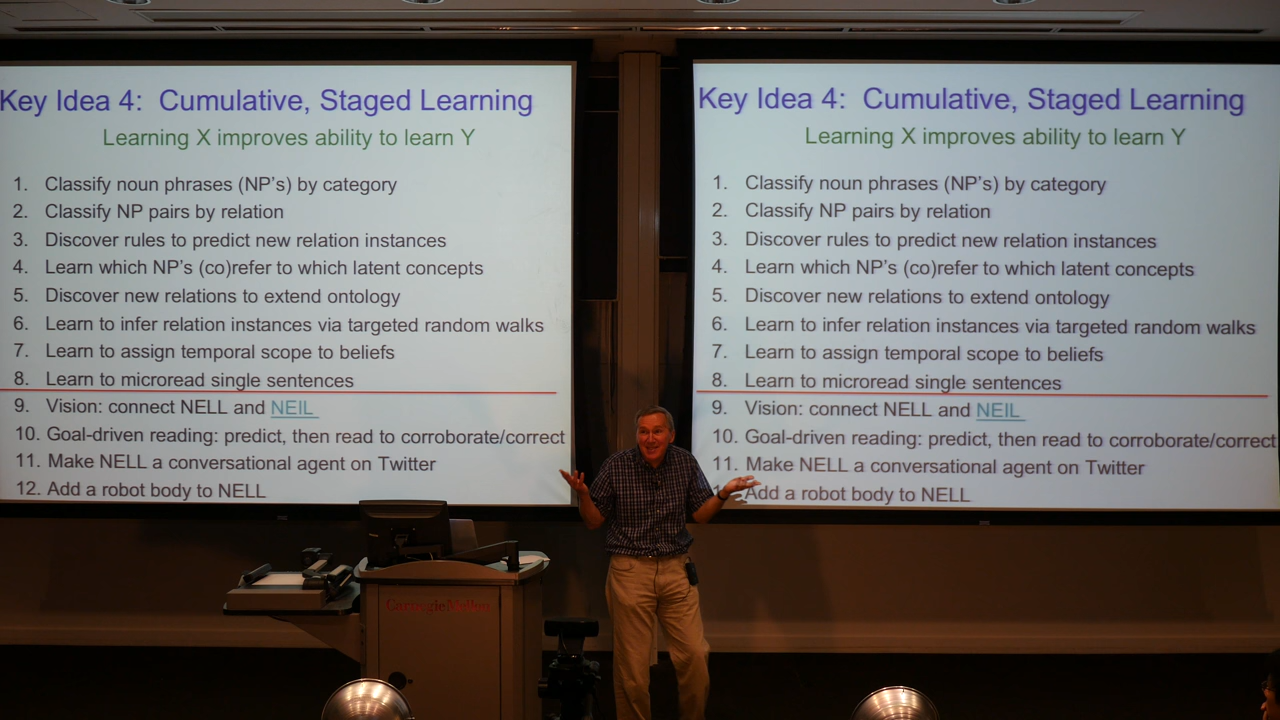 Key Idea 4: Cumulative, Staged Learning
Learning X improves ability to learn Y
1. Classify noun phrases (NP's) by category
2. Classify NP pairs by relation
3. Discover rules to predict new relation instances
4. Learn which NP's (co)refer to which latent concepts
5. Discover new relations to extend ontology
6. Learn to infer relation instances via targeted random walks
7. Learn to assign temporal scope to beliefs
8. Learn to microread single sentences
9. Vision: connect NELL and NEIL
10. Goal-driven reading: predict, then read to corroborate/correct
11. Make NELL a conversational agent on Twitter
12. Add a robot body to NELL
Key Idea 4: Cumulative, Staged Learning
Learning X improves ability to learn Y
1. Classify noun phrases (NP's) by category
2. Classify NP pairs by relation
3. Discover rules to predict new relation instances
4. Learn which NP's (co)refer to which latent concepts
5. Discover new relations to extend ontology
6. Learn to infer relation instances via targeted random walks
7. Learn to assign temporal scope to beliefs
8. Learn to microread single sentences
9. Vision: connect NELL and NEIL
10. Goal-driven reading: predict, then read to corroborate/correct
11. Make NELL a conversational agent on Twitter
Add a robot body to NELL
Carnegie Mellon